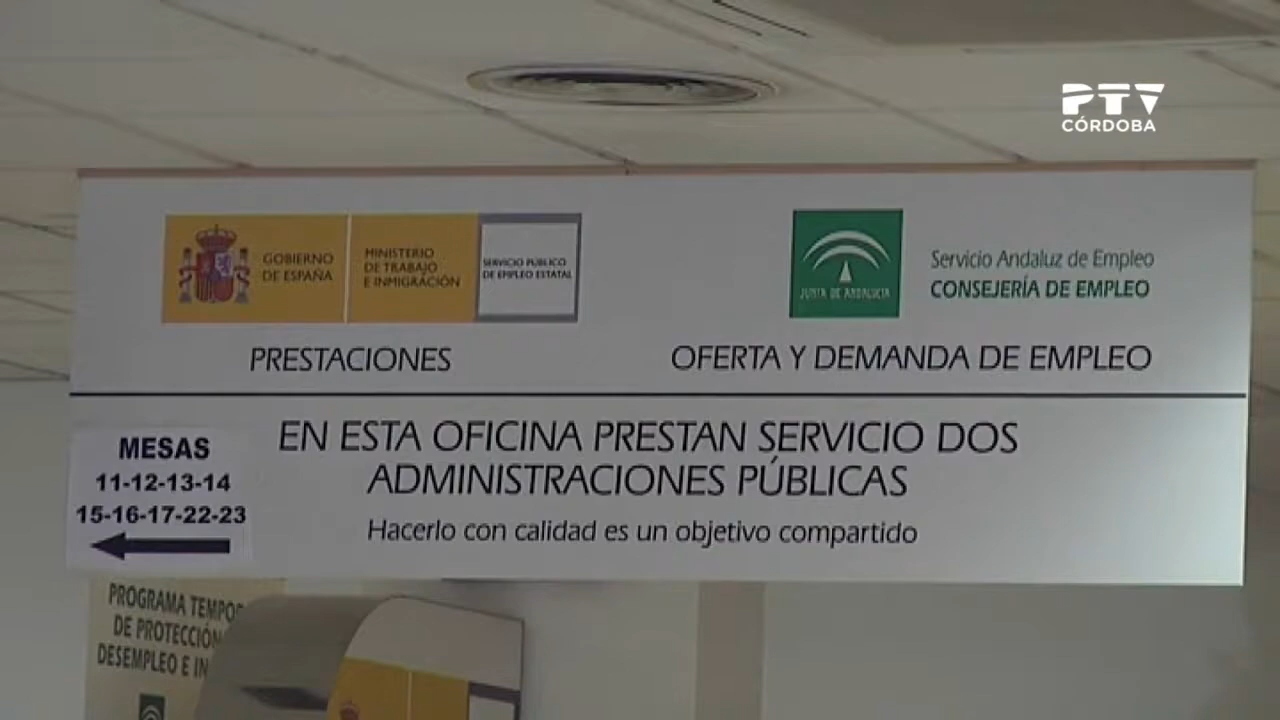 PTV
CÓRDOBA
GOBIERNO
DE ESPAÑA
MINISTERIO
DE TRABAJO
E INMIGRACIÓN
SERVICIO PÚBLICO
DE EMPLEO ESTATAL
JUNTA DE ANDALUCIA
Servicio Andaluz de Empleo
CONSEJERÍA DE EMPLEO
PRESTACIONES
OFERTA Y DEMANDA DE EMPLEO
EN ESTA OFICINA PRESTAN SERVICIO DOS
ADMINISTRACIONES PÚBLICAS
Hacerlo con calidad es un objetivo compartido
MESAS
11-12-13-14
15-16-17-22-23
PROGRAMA TEMPOR
DE PROTECCIÓN
DESEMPLEO E IN